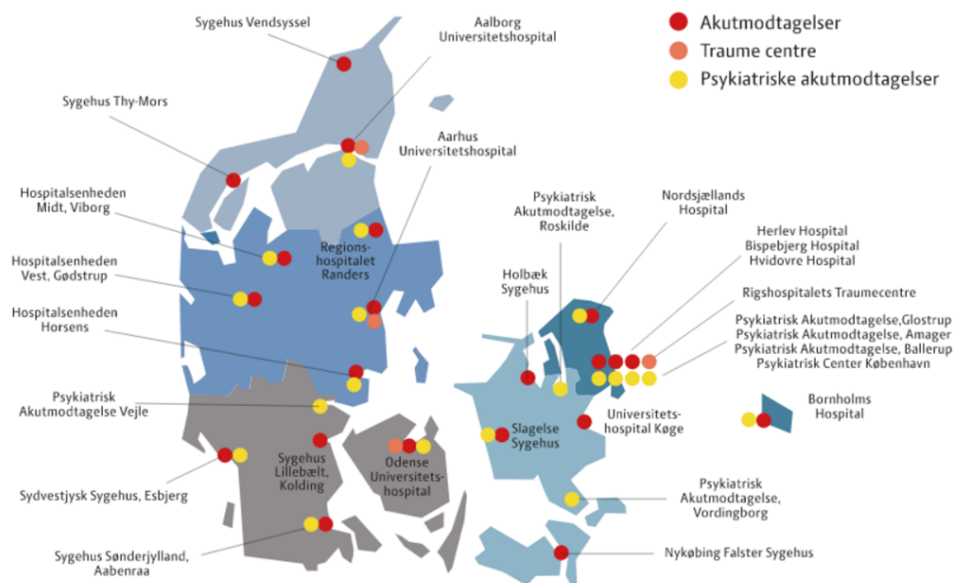 Sygehus Vendsyssel
Aalborg
Universitetshospital
Akutmodtagelser
Traume centre
Psykiatriske akutmodtagelser
Sygehus Thy-Mors
Aarhus
Universitetshospital
Hospitalsenheden
Midt, Viborg
Regions-
hospitalet
Randers
Hospitalsenheden
Vest, Gødstrup
Hospitalsenheden
Horsens
Psykiatrisk
Akutmodtagelse,
Roskilde
Nordsjællands
Hospital
Herlev Hospital
Bispebjerg Hospital
Hvidovre Hospital
Holbæk
Sygehus
Rigshospitalets Traumecentre
Psykiatrisk Akutmodtagelse,Glostrup
Psykiatrisk Akutmodtagelse, Amager
Psykiatrisk Akutmodtagelse, Ballerup
Psykiatrisk Center København
Psykiatrisk
Akutmodtagelse Vejle
Sygehus
Lillebælt,
Kolding
Odense
Universitets-
hospital
Slagelse
Sygehus
Universitets-
hospital Køge
Bornholms
Hospital
Sydvestjysk Sygehus, Esbjerg
Psykiatrisk
Akutmodtagelse,
Vordingborg
Sygehus Sønderjylland,
Aabenraa
Nykøbing Falster Sygehus